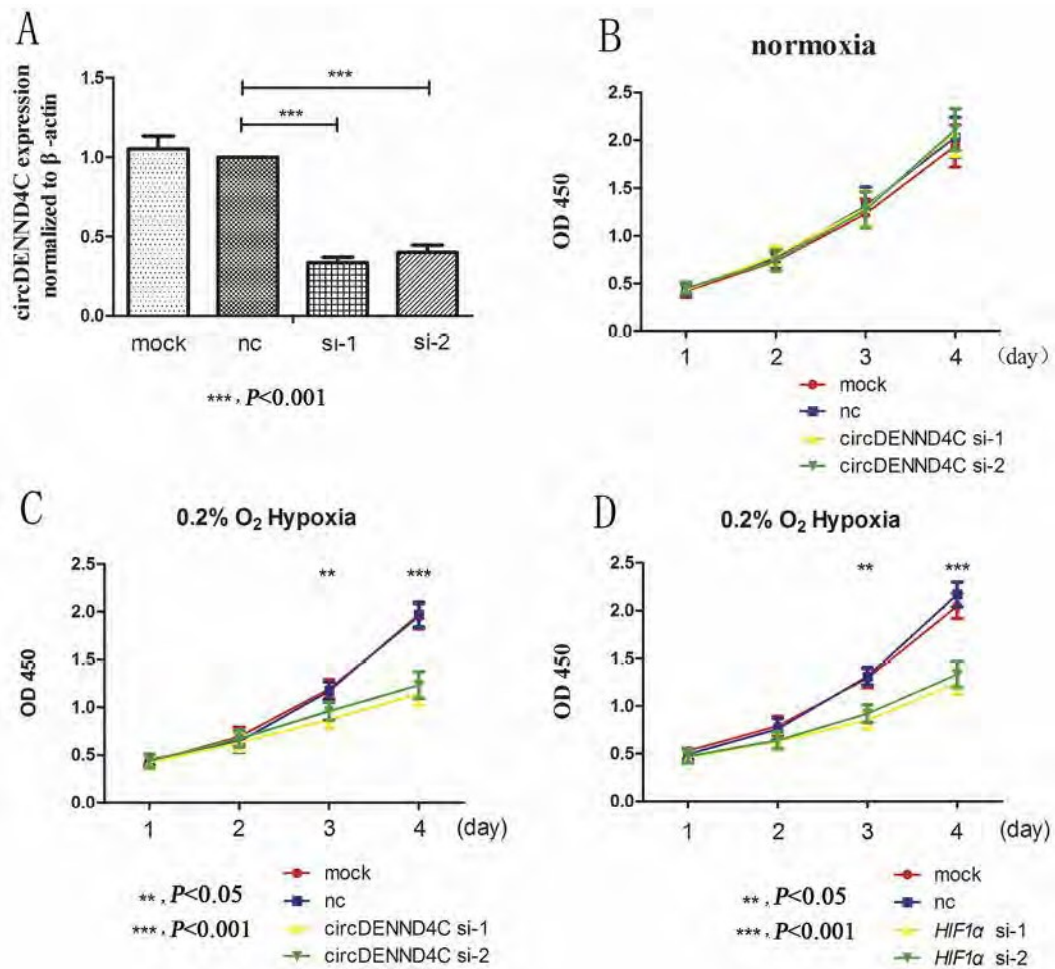 A
circDENND4C expression
normalized to β -actin
1.5
1.0
0.5
0.0
***
***
mock nc si-1 si-2
***, P<0.001
B
normoxia
OD 450
2.5
2.0
1.5
1.0
0.5
0.0
1 2 3 4 (day)
mock
nc
circDENND4C si-1
circDENND4C si-2
C
0.2% O₂ Hypoxia
OD 450
2.5
2.0
1.5
1.0
0.5
0.0
** ***
1 2 3 4 (day)
**, P<0.05
***, P<0.001
mock
nc
circDENND4C si-1
circDENND4C si-2
D
0.2% O₂ Hypoxia
OD 450
2.5
2.0
1.5
1.0
0.5
0.0
** ***
1 2 3 4 (day)
**, P<0.05
***, P<0.001
mock
nc
HIF1α si-1
HIF1α si-2